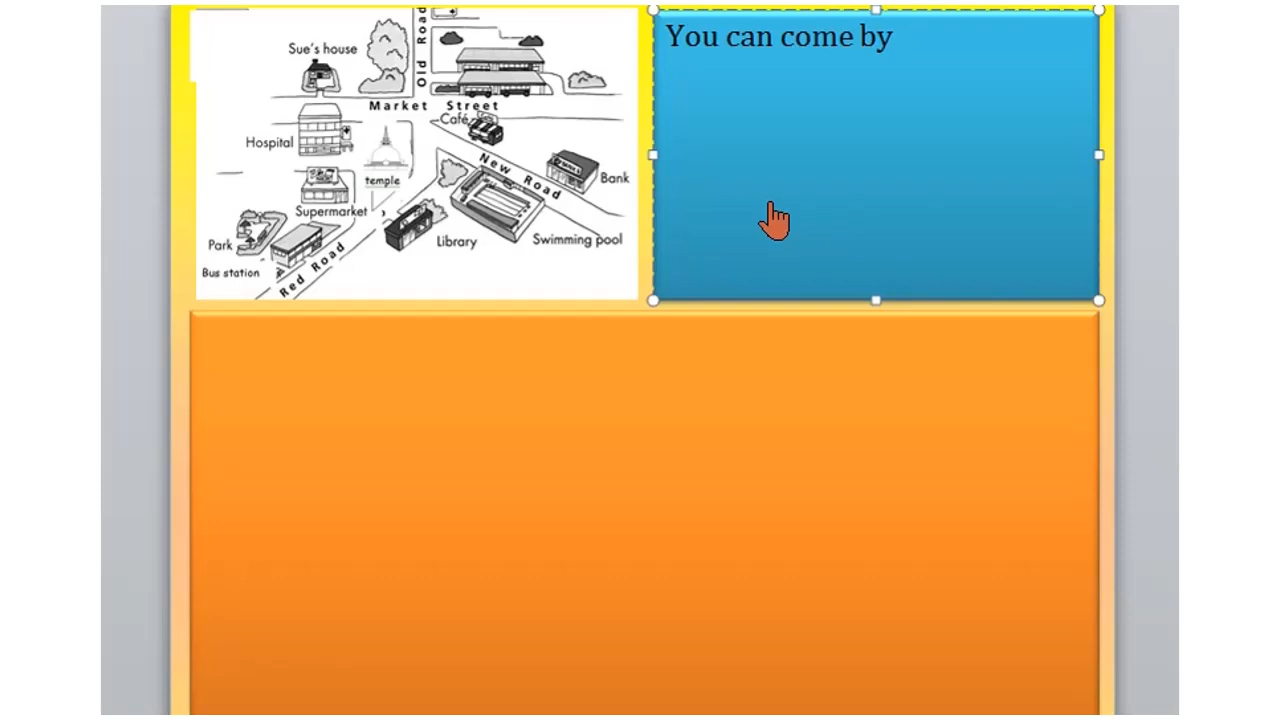 Sue's house
Old Road
Market Street
Café
Hospital
New Road
Bank
temple
Supermarket
Park
Library
Swimming pool
Bus station
Red Road
You can come by